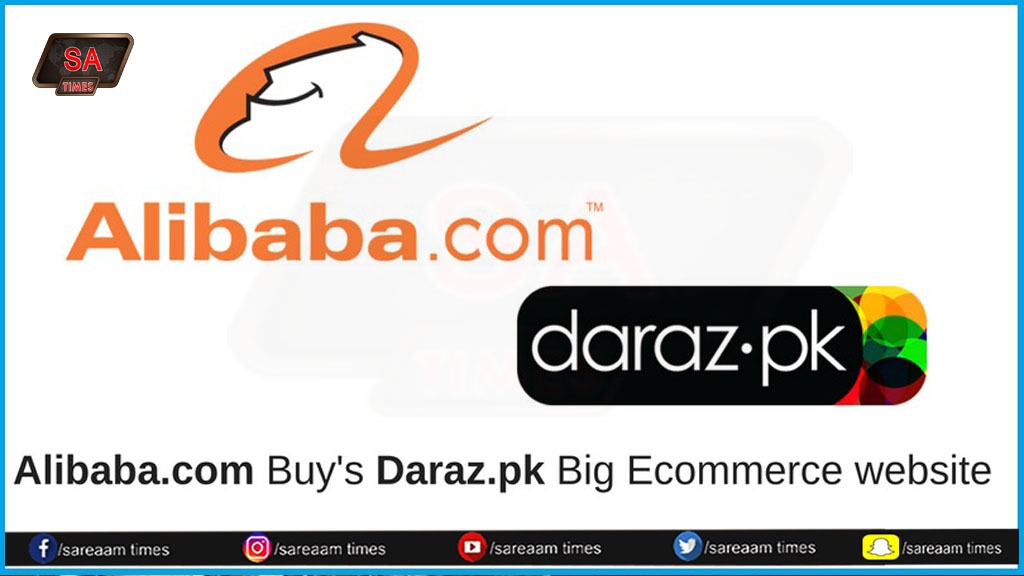 SA
TIMES
Alibaba.com™
daraz.pk
Alibaba.com Buy's Daraz.pk Big Ecommerce website
/sareaam times /sareaam times /sareaam times /sareaam times /sareaam times